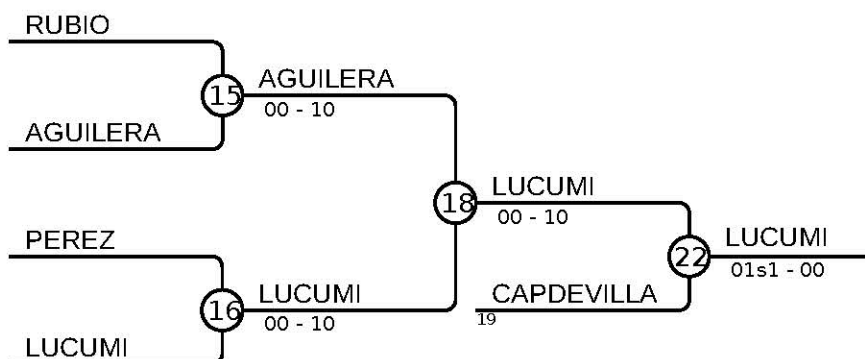 RUBIO
15
AGUILERA
00 - 10
AGUILERA
18
LUCUMI
00 - 10
PEREZ
22
LUCUMI
01s1 - 00
16
LUCUMI
00 - 10
CAPDEVILLA
19
LUCUMI